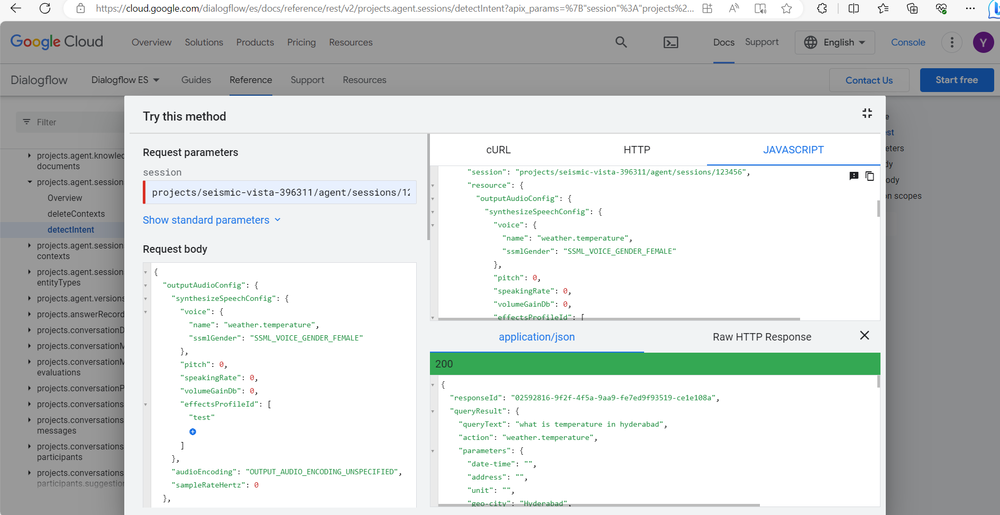 https://cloud.google.com/dialogflow/es/docs/reference/rest/v2/projects.agent.sessions/detectIntent?apix_params=%7B"session"%3A"projects%2...
Google Cloud
Overview
Solutions
Products
Pricing
Resources
Docs
Support
English
Console
Y
Dialogflow
Dialogflow ES
Guides
Reference
Support
Resources
Contact Us
Start free
Filter
projects.agent.knowled
documents
projects.agent.session
Overview
deleteContexts
detectIntent
projects.agent.session
contexts
projects.agent.session
entityTypes
projects.agent.versions
projects.answerRecord
projects.conversationD
projects.conversationM
projects.conversationM
evaluations
projects.conversationP
projects.conversations
projects.conversations
messages
projects.conversations
participants
projects.conversations
participants.suggestion
Try this method
Request parameters
session
projects/seismic-vista-396311/agent/sessions/12
Show standard parameters
Request body
{
"outputAudioConfig": {
"synthesizeSpeechConfig": {
"voice": {
"name": "weather.temperature",
"ssmlGender": "SSML_VOICE_GENDER_FEMALE"
},
"pitch": 0,
"speakingRate": 0,
"volumeGainDb": 0,
"effectsProfileId": [
"test"
]
},
"audioEncoding": "OUTPUT_AUDIO_ENCODING_UNSPECIFIED",
"sampleRateHertz": 0
},
cURL
HTTP
JAVASCRIPT
"session": "projects/seismic-vista-396311/agent/sessions/123456",
"resource": {
"outputAudioConfig": {
"synthesizeSpeechConfig": {
"voice": {
"name": "weather.temperature",
"ssmlGender": "SSML_VOICE_GENDER_FEMALE"
},
"pitch": 0,
"speakingRate": 0,
"volumeGainDb": 0,
"effectsProfileId": [
application/json
Raw HTTP Response
200
{
"responseId": "02592816-9f2f-4f5a-9aa9-fe7ed9f93519-ce1e108a",
"queryResult": {
"queryText": "what is temperature in hyderabad",
"action": "weather.temperature",
"parameters": {
"date-time": "",
"address": "",
"unit": "",
"geo-city": "Hyderabad",
e
est
eters
dy
ody
on scopes